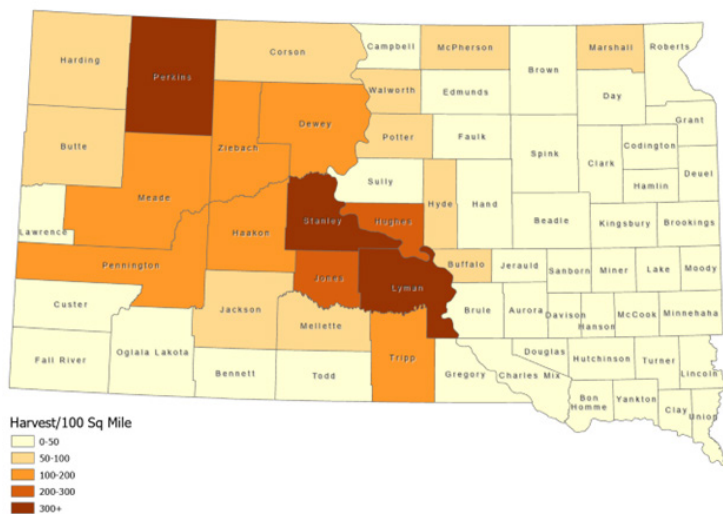 Harding
Perkins
Corson
Campbell
McPherson
Brown
Marshall
Roberts
Walworth
Edmunds
Day
Grant
Butte
Ziebach
Dewey
Potter
Faulk
Spink
Clark
Codington
Deuel
Hamlin
Meade
Sully
Hyde
Hand
Beadle
Kingsbury
Brookings
Lawrence
Stanley
Hughes
Haakon
Pennington
Buffalo
Jerauld
Sanborn
Miner
Lake
Moody
Jones
Lyman
Custer
Jackson
Mellette
Brule
Aurora
Davison
Hanson
McCook
Minnehaha
Fall River
Oglala Lakota
Bennett
Todd
Tripp
Gregory
Charles Mix
Douglas
Hutchinson
Turner
Lincoln
Bon
Homme
Yankton
Clay
Union
Harvest/100 Sq Mile
0-50
50-100
100-200
200-300
300+